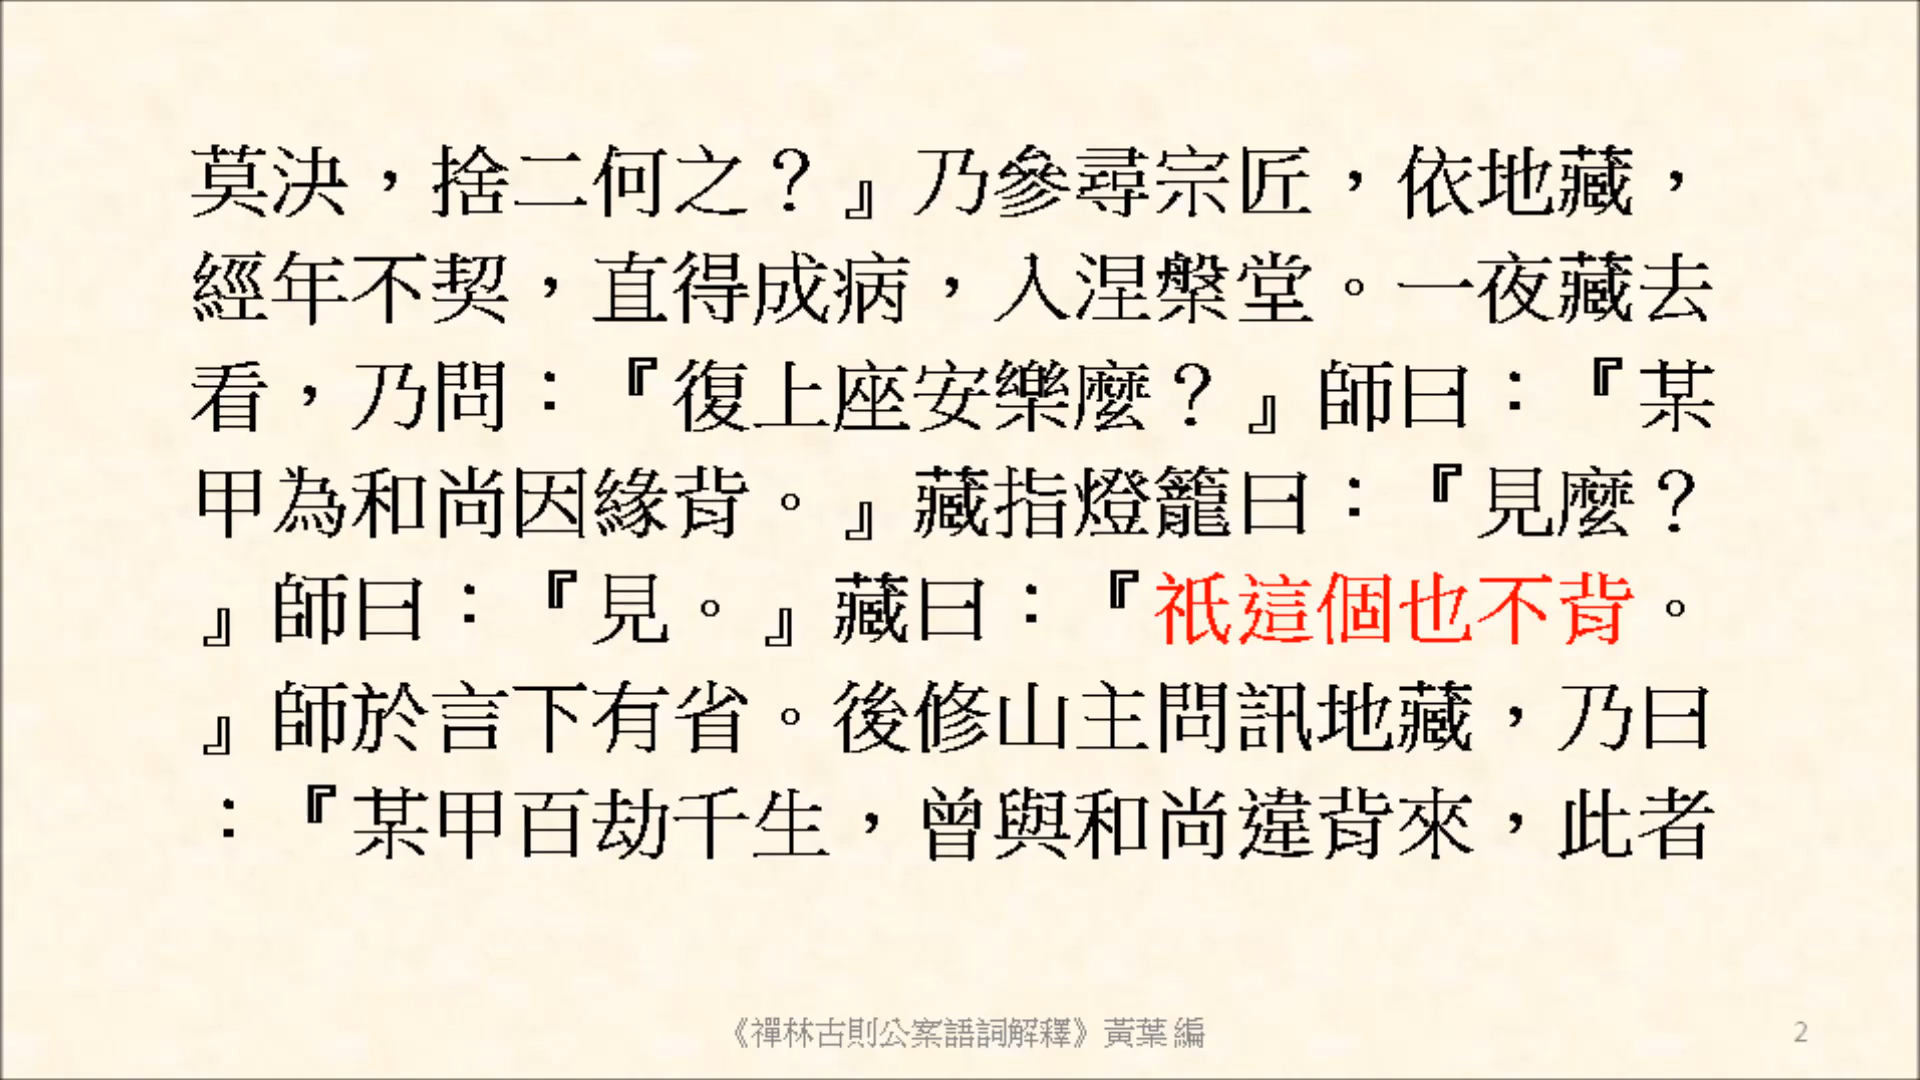 莫決，捨二何之？』乃參尋宗匠，依地藏，
經年不契，直得成病，入涅槃堂。一夜藏去
看，乃問：『復上座安樂麼？』師曰：『某
甲為和尚因緣背。』藏指燈籠曰：『見麼？
』師曰：『見。』藏曰：『祇這個也不背。
』師於言下有省。後修山主問訊地藏，乃曰
：『某甲百劫千生，曾與和尚違背來，此者
《禪林古則公案語詞解釋》黃葉 編
2